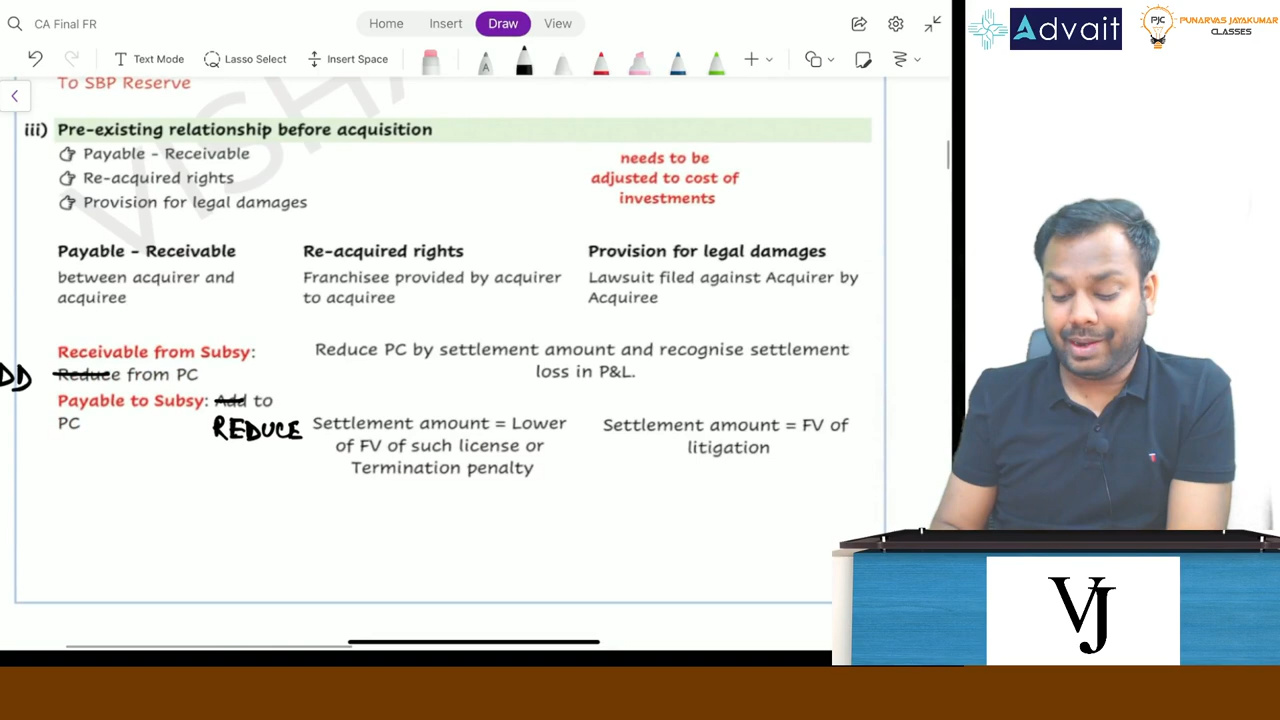 CA Final FR
Home Insert Draw View
Advait
PJC
PUNARVAS JAYAKUMAR
CLASSES
Text Mode Lasso Select Insert Space
To SBP Reserve
iii) Pre-existing relationship before acquisition
Payable - Receivable
Re-acquired rights
Provision for legal damages
needs to be
adjusted to cost of
investments
Payable - Receivable
between acquirer and
acquiree
Re-acquired rights
Franchisee provided by acquirer
to acquiree
Provision for legal damages
Lawsuit filed against Acquirer by
Acquiree
Receivable from Subsy:
DD Reduce from PC
Payable to Subsy: Add to
PC
REDUCE
Reduce PC by settlement amount and recognise settlement
loss in P&L.
Settlement amount = Lower
of FV of such license or
Termination penalty
Settlement amount = FV of
litigation
VJ